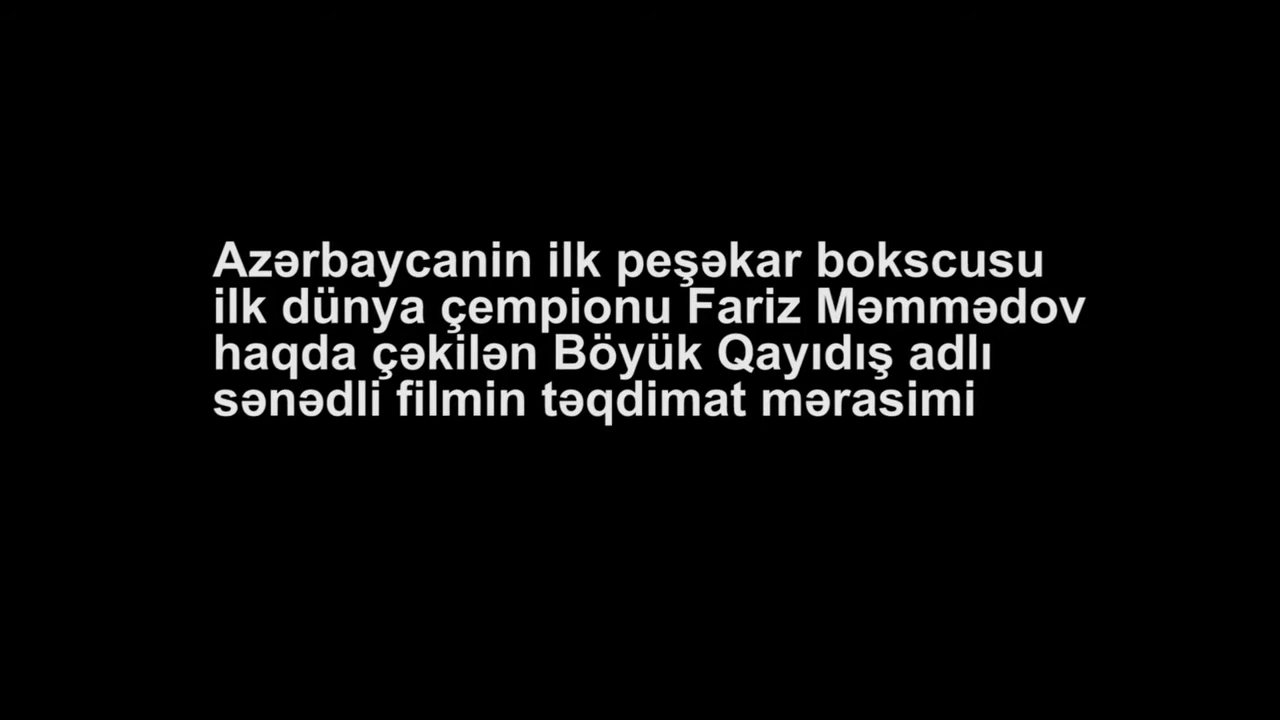 Azərbaycanin ilk peşəkar bokscusu
ilk dünya çempionu Fariz Məmmədov
haqda çəkilən Böyük Qayıdış adlı
sənədli filmin təqdimat mərasimi